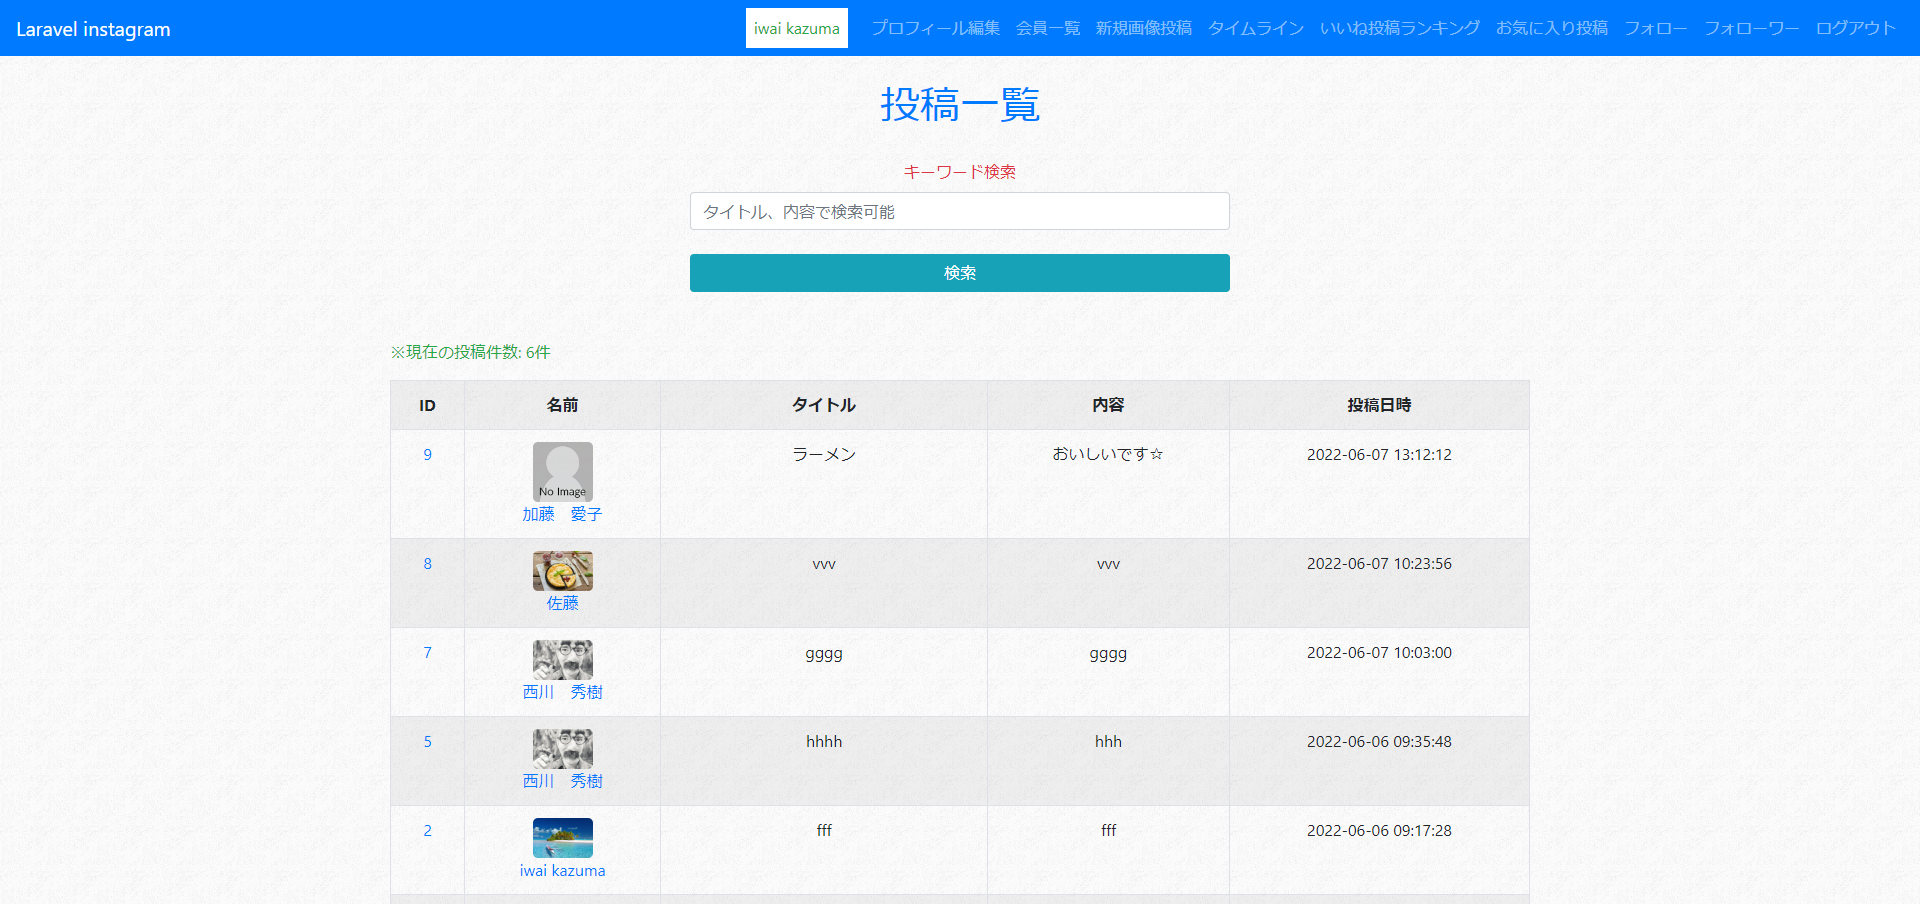 Laravel instagram
iwai kazuma プロフィール編集 会員一覧 新規画像投稿 タイムライン いいね投稿ランキング お気に入り投稿 フォロー フォローワー ログアウト
投稿一覧
キーワード検索
タイトル、内容で検索可能
検索
※現在の投稿件数: 6件
ID 名前 タイトル 内容 投稿日時
9 ラーメン おいしいです☆ 2022-06-07 13:12:12
No Image
加藤　愛子
8 vvv vvv 2022-06-07 10:23:56
佐藤
7 gggg gggg 2022-06-07 10:03:00
西川　秀樹
5 hhhh hhh 2022-06-06 09:35:48
西川　秀樹
2 fff fff 2022-06-06 09:17:28
iwai kazuma